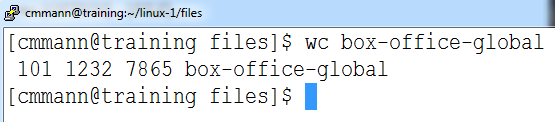 cmmann@training:~/linux-1/files
[cmmann@training files]$ wc box-office-global
 101 1232 7865 box-office-global
[cmmann@training files]$